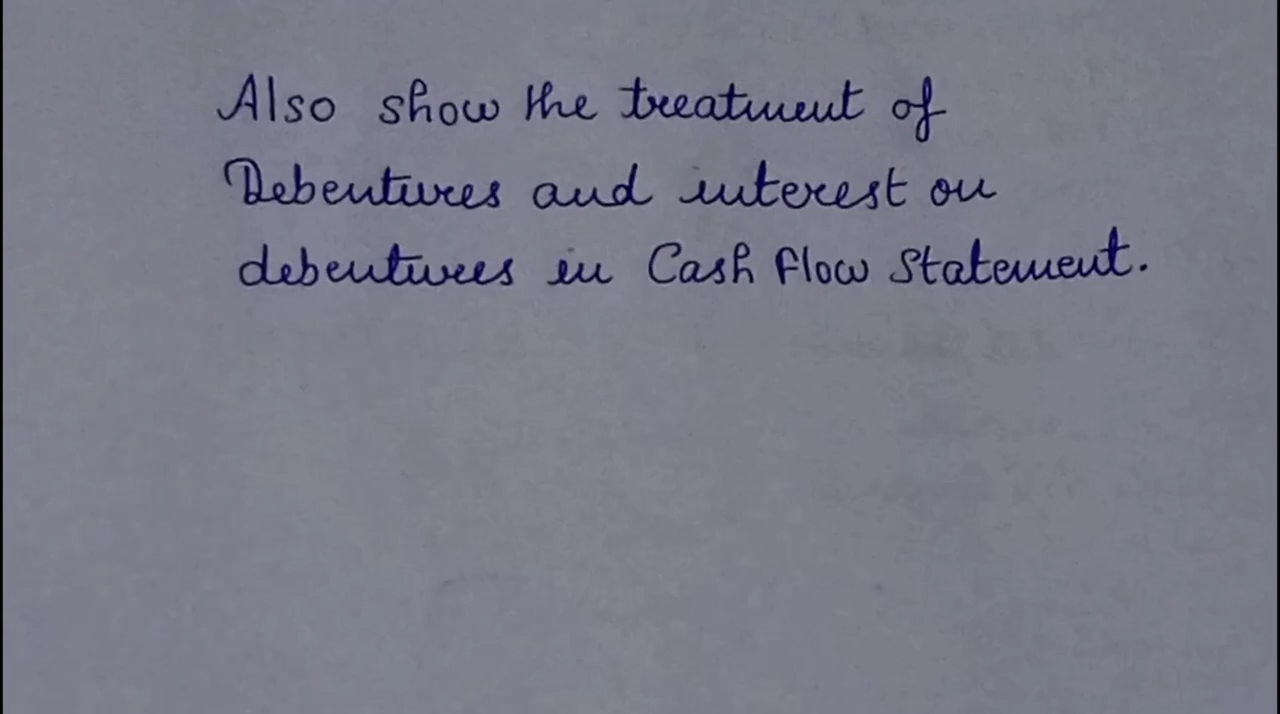 Also show the treatment of
Debentures and interest on
debentures in Cash Flow Statement.